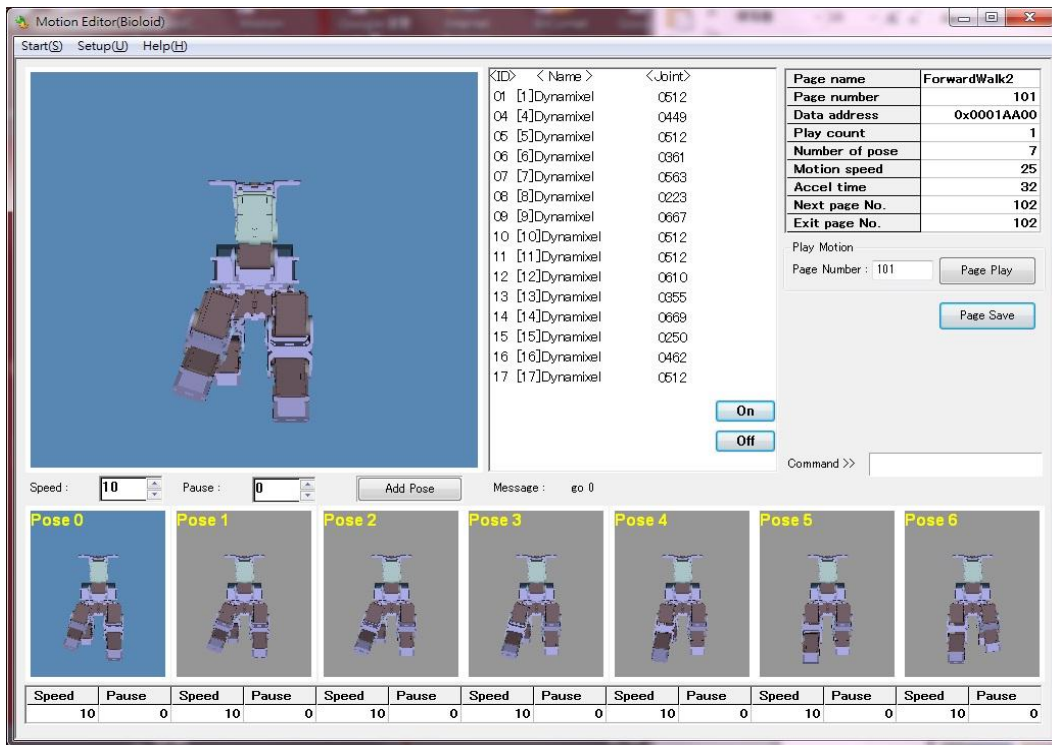 Motion Editor(Bioloid)
Start(S) Setup(U) Help(H)
<ID> < Name > <Joint>
01 [1]Dynamixel 0512
04 [4]Dynamixel 0449
05 [5]Dynamixel 0512
06 [6]Dynamixel 0361
07 [7]Dynamixel 0563
08 [8]Dynamixel 0223
09 [9]Dynamixel 0667
10 [10]Dynamixel 0512
11 [11]Dynamixel 0512
12 [12]Dynamixel 0610
13 [13]Dynamixel 0355
14 [14]Dynamixel 0669
15 [15]Dynamixel 0250
16 [16]Dynamixel 0462
17 [17]Dynamixel 0512
On
Off
Page name ForwardWalk2
Page number 101
Data address 0x0001AA00
Play count 1
Number of pose 7
Motion speed 25
Accel time 32
Next page No. 102
Exit page No. 102
Play Motion
Page Number : 101 Page Play
Page Save
Command >>
Speed : 10 Pause : 0 Add Pose Message : go 0
Pose 0 Pose 1 Pose 2 Pose 3 Pose 4 Pose 5 Pose 6
Speed Pause Speed Pause Speed Pause Speed Pause Speed Pause Speed Pause Speed Pause
10 0 10 0 10 0 10 0 10 0 10 0 10 0